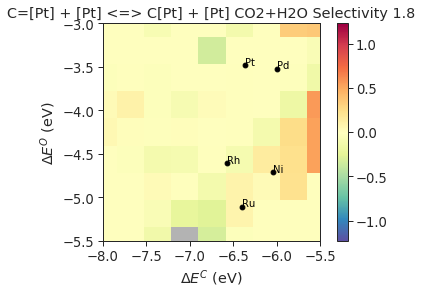 C=[Pt] + [Pt] <=> C[Pt] + [Pt] CO2+H2O Selectivity 1.8
−3.0
−3.5
−4.0
−4.5
−5.0
−5.5
ΔE^O (eV)
Pt
Pd
Rh
Ni
Ru
−8.0 −7.5 −7.0 −6.5 −6.0 −5.5
ΔE^C (eV)
1.0
0.5
0.0
−0.5
−1.0